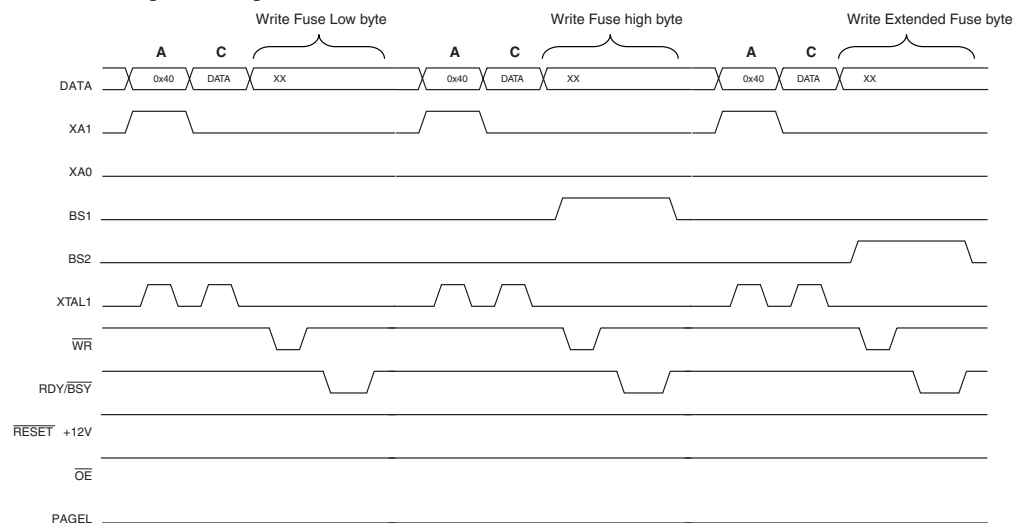 Write Fuse Low byte Write Fuse high byte Write Extended Fuse byte
A C A C A C
DATA 0x40 DATA XX 0x40 DATA XX 0x40 DATA XX
XA1
XA0
BS1
BS2
XTAL1
WR
RDY/BSY
RESET +12V
OE
PAGEL